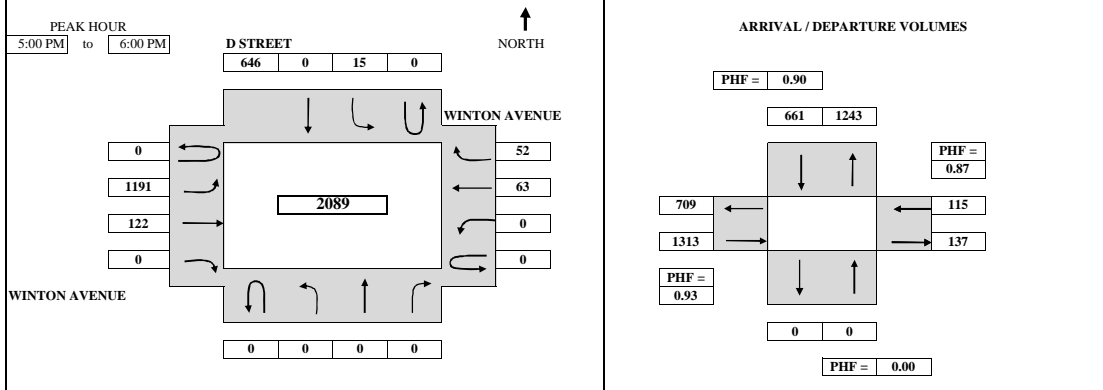 PEAK HOUR
5:00 PM to 6:00 PM
D STREET
NORTH
646 0 15 0
WINTON AVENUE
0
1191
122
0
2089
52
63
0
0
WINTON AVENUE
0 0 0 0
ARRIVAL / DEPARTURE VOLUMES
PHF = 0.90
661 1243
PHF =
0.87
709
1313
115
137
PHF =
0.93
0 0
PHF = 0.00